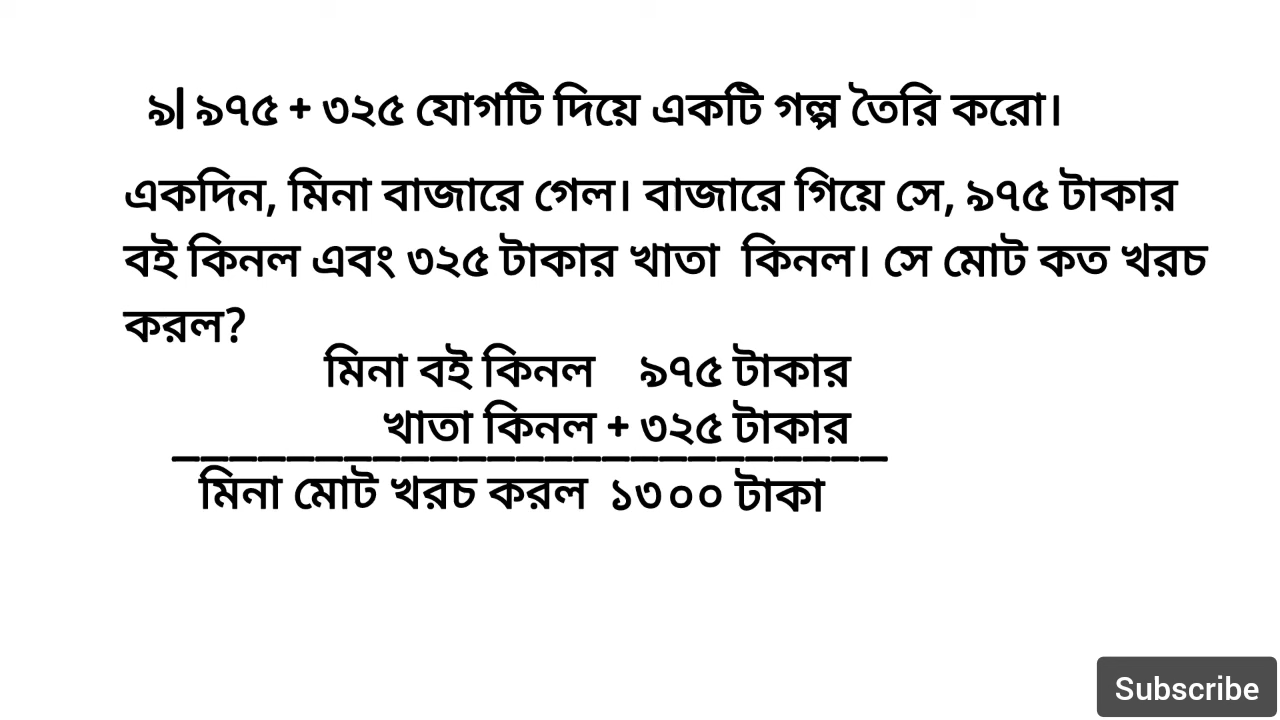 ৯| ৯৭৫ + ৩২৫ যোগটি দিয়ে একটি গল্প তৈরি করো।
একদিন, মিনা বাজারে গেল। বাজারে গিয়ে সে, ৯৭৫ টাকার
বই কিনল এবং ৩২৫ টাকার খাতা কিনল। সে মোট কত খরচ
করল?
মিনা বই কিনল ৯৭৫ টাকার
খাতা কিনল + ৩২৫ টাকার
মিনা মোট খরচ করল ১৩০০ টাকা
Subscribe